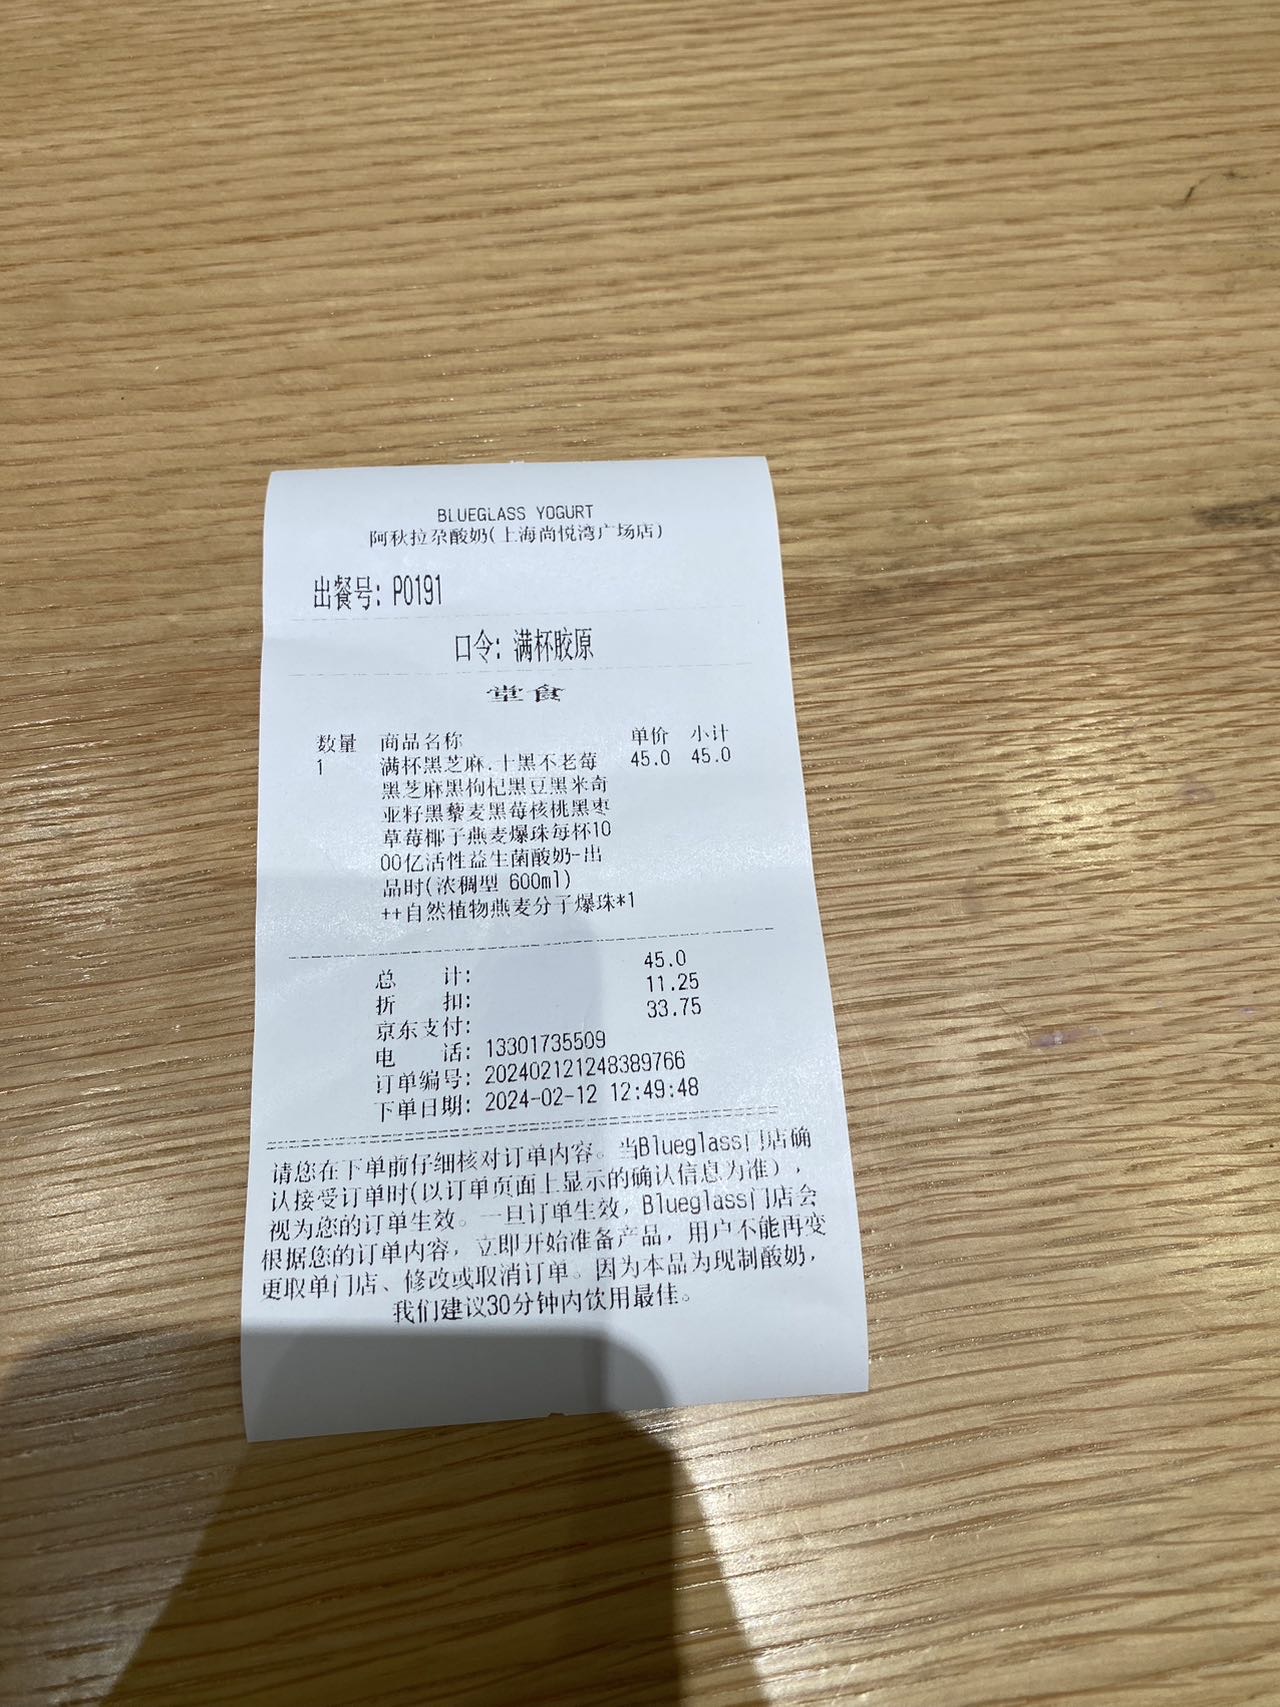 BLUEGLASS YOGURT
阿秋拉尕酸奶(上海尚悦湾广场店)
出餐号: P0191
口令: 满杯胶原
堂食
数量 商品名称 单价 小计
1 满杯黑芝麻.十黑不老莓 45.0 45.0
黑芝麻黑枸杞黑豆黑米奇
亚籽黑藜麦黑莓核桃黑枣
草莓椰子燕麦爆珠每杯10
00亿活性益生菌酸奶-出
品时(浓稠型 600ml)
++自然植物燕麦分子爆珠*1
总 计: 45.0
折 扣: 11.25
京东支付: 33.75
电 话: 13301735509
订单编号: 202402121248389766
下单日期: 2024-02-12 12:49:48
请您在下单前仔细核对订单内容。当Blueglass门店确
认接受订单时(以订单页面上显示的确认信息为准),
视为您的订单生效。一旦订单生效, Blueglass门店会
根据您的订单内容, 立即开始准备产品, 用户不能再变
更取单门店、修改或取消订单。因为本品为现制酸奶,
我们建议30分钟内饮用最佳。